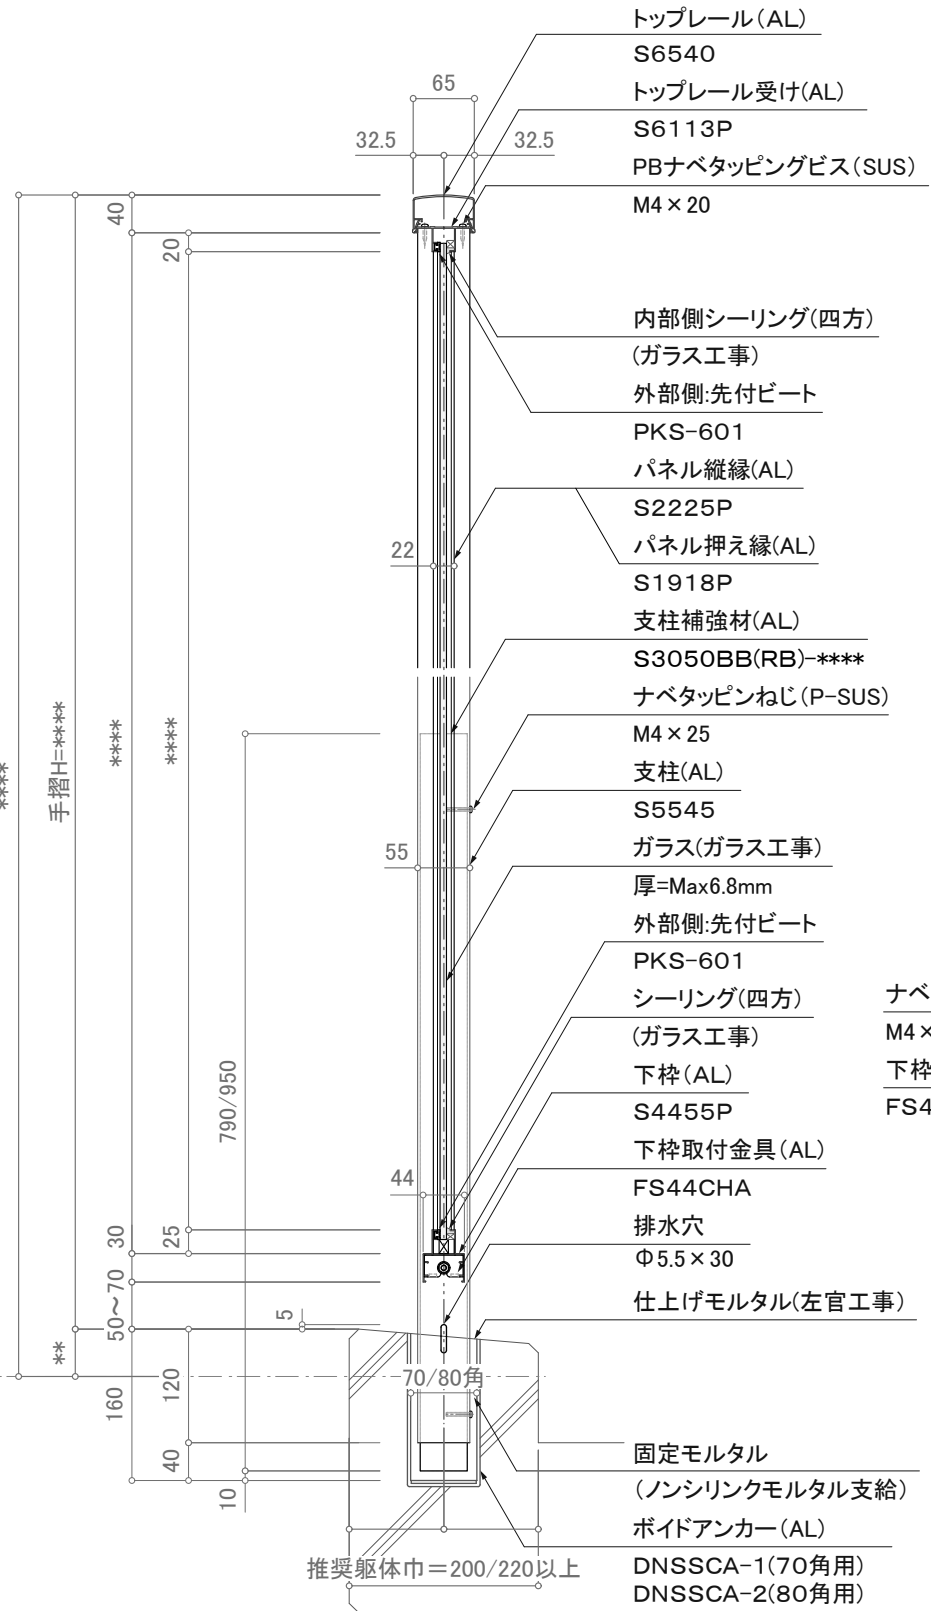 トップレール(AL)
S6540
トップレール受け(AL)
S6113P
PBナベタッピングビス(SUS)
M4×20
65
32.5
32.5
40
20
内部側シーリング(四方)
(ガラス工事)
外部側:先付ビート
PKS-601
パネル縦縁(AL)
S2225P
22
パネル押え縁(AL)
S1918P
支柱補強材(AL)
S3050BB(RB)-****
ナベタッピンねじ(P-SUS)
M4×25
****
手摺H=****
****
****
支柱(AL)
S5545
55
ガラス(ガラス工事)
厚=Max6.8mm
外部側:先付ビート
PKS-601
シーリング(四方)
(ガラス工事)
ナベ
M4×
下枠
FS4
790/950
下枠(AL)
S4455P
下枠取付金具(AL)
FS44CHA
44
排水穴
Φ5.5×30
30
25
50〜70
5
仕上げモルタル(左官工事)
**
160
120
70/80角
40
10
固定モルタル
(ノンシリンクモルタル支給)
ボイドアンカー(AL)
DNSSCA-1(70角用)
DNSSCA-2(80角用)
推奨躯体巾=200/220以上